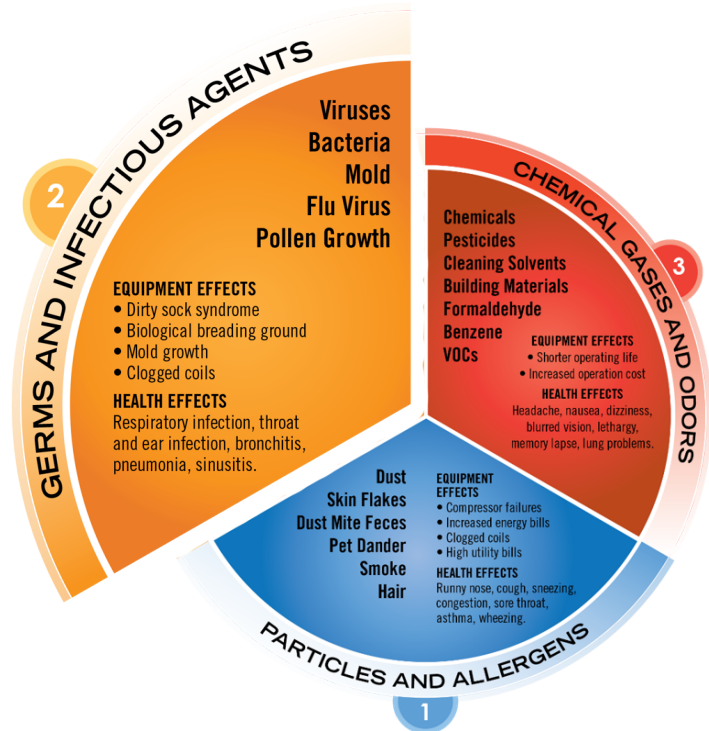 GERMS AND INFECTIOUS AGENTS
2
Viruses
Bacteria
Mold
Flu Virus
Pollen Growth
EQUIPMENT EFFECTS
• Dirty sock syndrome
• Biological breading ground
• Mold growth
• Clogged coils
HEALTH EFFECTS
Respiratory infection, throat
and ear infection, bronchitis,
pneumonia, sinusitis.
CHEMICAL GASES AND ODORS
3
Chemicals
Pesticides
Cleaning Solvents
Building Materials
Formaldehyde
Benzene
VOCs
EQUIPMENT EFFECTS
• Shorter operating life
• Increased operation cost
HEALTH EFFECTS
Headache, nausea, dizziness,
blurred vision, lethargy,
memory lapse, lung problems.
Dust
Skin Flakes
Dust Mite Feces
Pet Dander
Smoke
Hair
EQUIPMENT
EFFECTS
• Compressor failures
• Increased energy bills
• Clogged coils
• High utility bills
HEALTH EFFECTS
Runny nose, cough, sneezing,
congestion, sore throat,
asthma, wheezing.
PARTICLES AND ALLERGENS
1